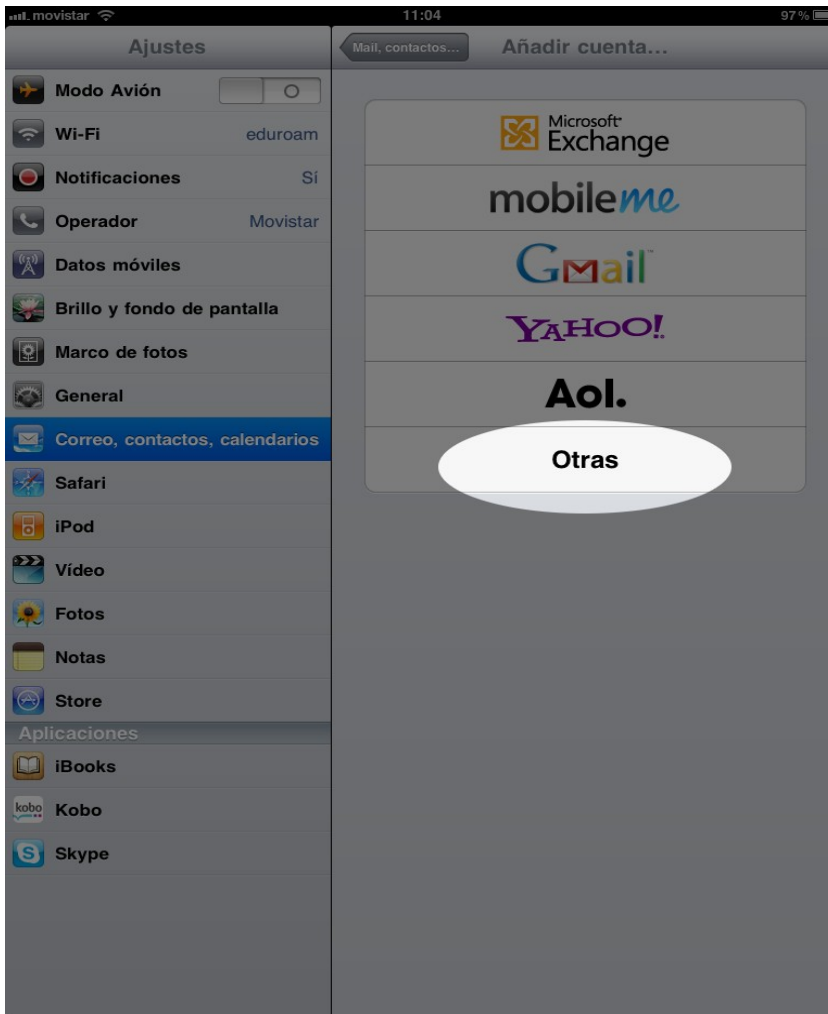 movistar 11:04 97 %
Ajustes
Modo Avión
Wi-Fi eduroam
Notificaciones Sí
Operador Movistar
Datos móviles
Brillo y fondo de pantalla
Marco de fotos
General
Correo, contactos, calendarios
Safari
iPod
Vídeo
Fotos
Notas
Store
Aplicaciones
iBooks
kobo Kobo
Skype
Mail, contactos... Añadir cuenta...
Microsoft
Exchange
mobileme
Gmail
YAHOO!
Aol.
Otras